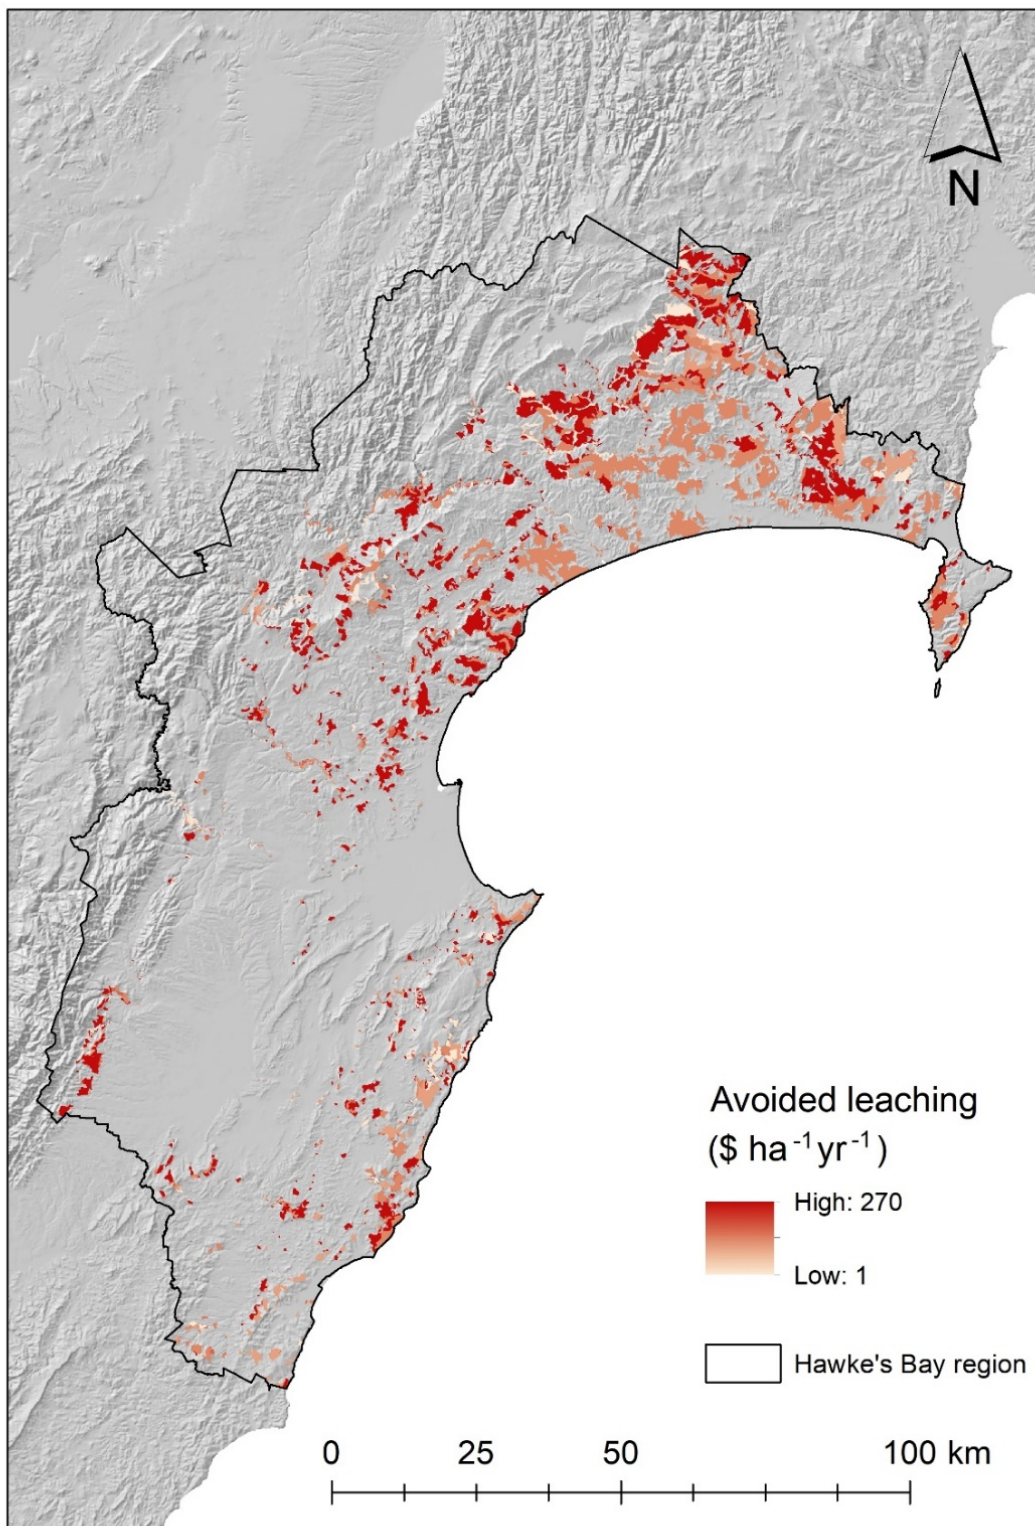 N
Avoided leaching
($ ha⁻¹yr⁻¹)
High: 270
Low: 1
Hawke's Bay region
0 25 50 100 km